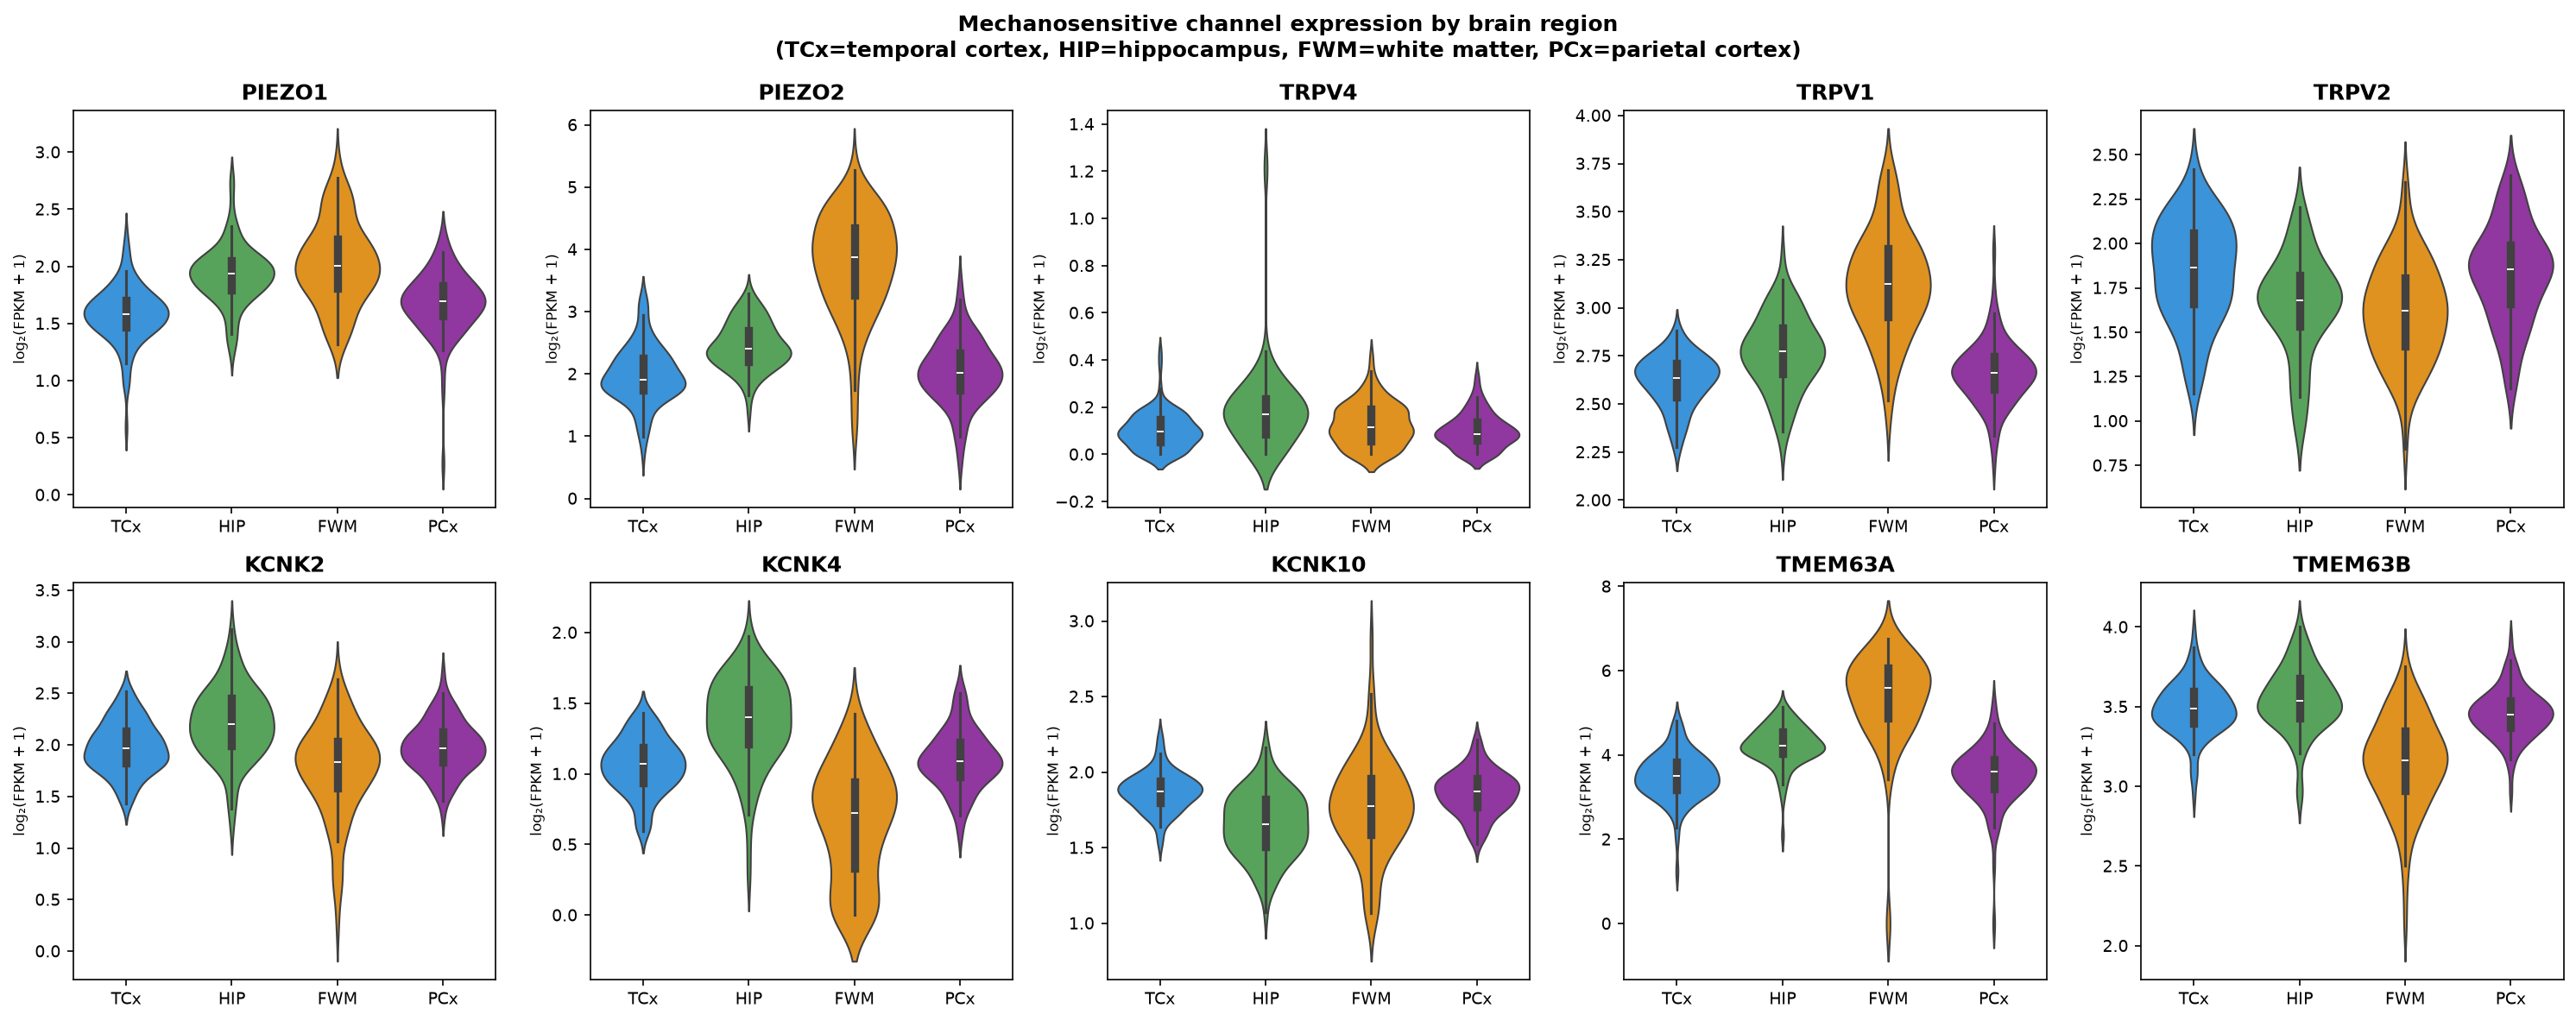 Mechanosensitive channel expression by brain region
(TCx=temporal cortex, HIP=hippocampus, FWM=white matter, PCx=parietal cortex)
PIEZO1
log₂(FPKM + 1)
3.0
2.5
2.0
1.5
1.0
0.5
0.0
TCx HIP FWM PCx
PIEZO2
log₂(FPKM + 1)
6
5
4
3
2
1
0
TCx HIP FWM PCx
TRPV4
log₂(FPKM + 1)
1.4
1.2
1.0
0.8
0.6
0.4
0.2
0.0
−0.2
TCx HIP FWM PCx
TRPV1
log₂(FPKM + 1)
4.00
3.75
3.50
3.25
3.00
2.75
2.50
2.25
2.00
TCx HIP FWM PCx
TRPV2
log₂(FPKM + 1)
2.50
2.25
2.00
1.75
1.50
1.25
1.00
0.75
TCx HIP FWM PCx
KCNK2
log₂(FPKM + 1)
3.5
3.0
2.5
2.0
1.5
1.0
0.5
0.0
TCx HIP FWM PCx
KCNK4
log₂(FPKM + 1)
2.0
1.5
1.0
0.5
0.0
TCx HIP FWM PCx
KCNK10
log₂(FPKM + 1)
3.0
2.5
2.0
1.5
1.0
TCx HIP FWM PCx
TMEM63A
log₂(FPKM + 1)
8
6
4
2
0
TCx HIP FWM PCx
TMEM63B
log₂(FPKM + 1)
4.0
3.5
3.0
2.5
2.0
TCx HIP FWM PCx